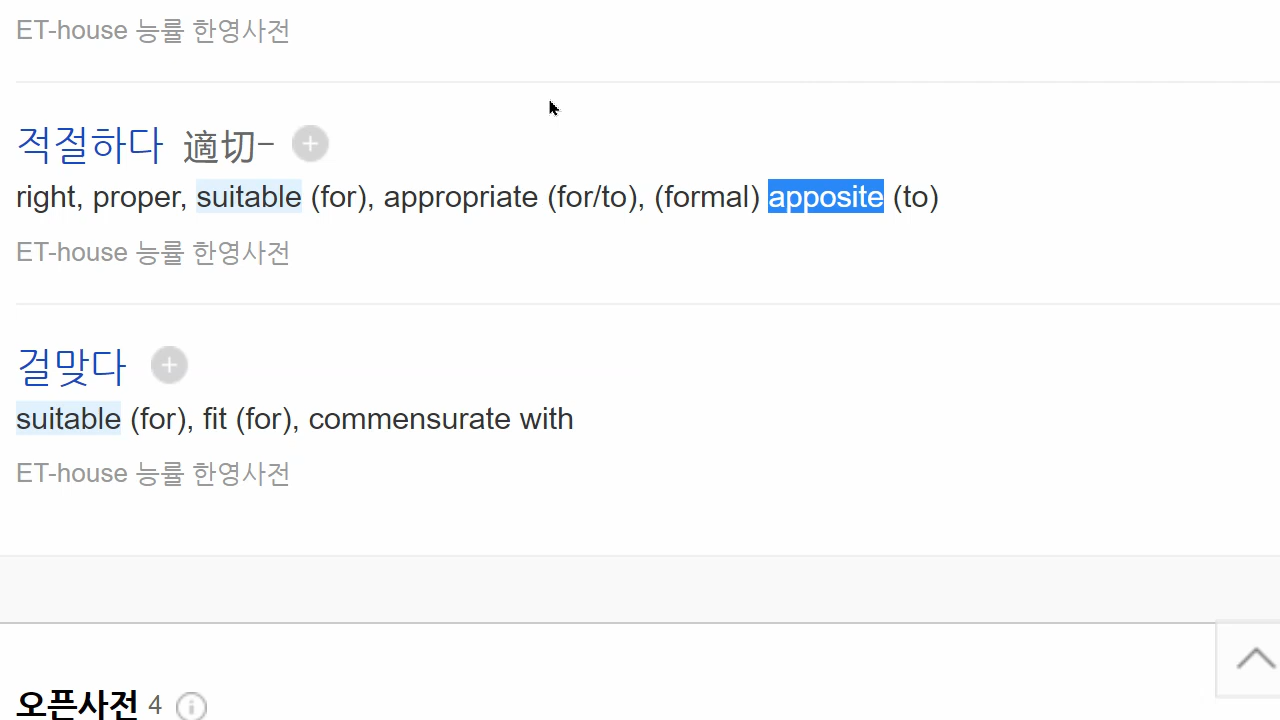 ET-house 능률 한영사전
적절하다 適切-
right, proper, suitable (for), appropriate (for/to), (formal) apposite (to)
ET-house 능률 한영사전
걸맞다
suitable (for), fit (for), commensurate with
ET-house 능률 한영사전
오픈사전 4